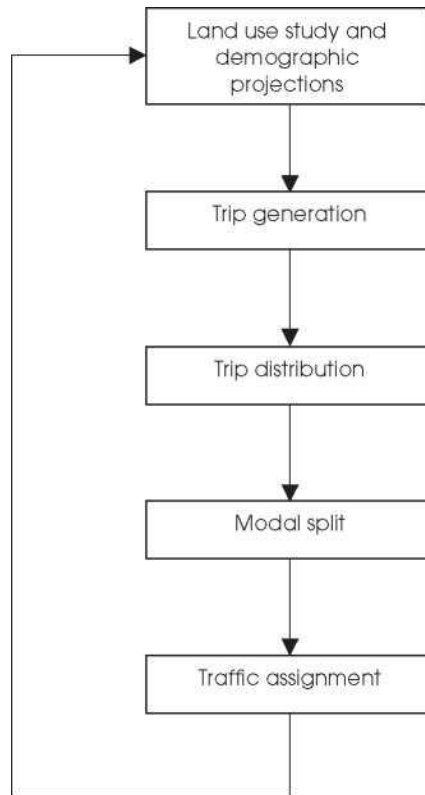 Land use study and
demographic
projections
Trip generation
Trip distribution
Modal split
Traffic assignment